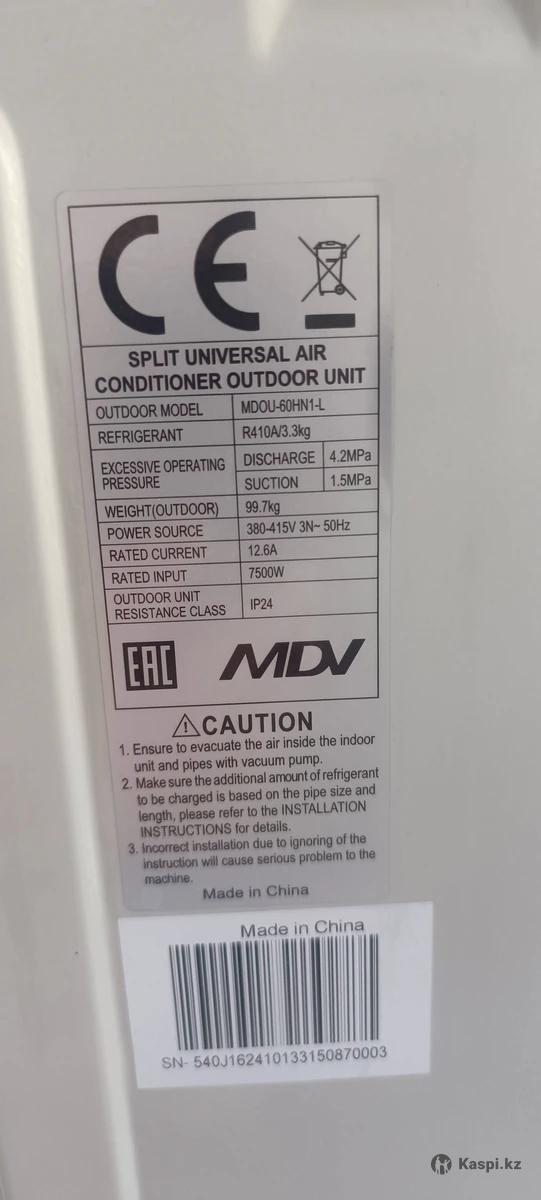 CE
SPLIT UNIVERSAL AIR
CONDITIONER OUTDOOR UNIT
OUTDOOR MODEL MDOU-60HN1-L
REFRIGERANT R410A/3.3kg
EXCESSIVE OPERATING PRESSURE DISCHARGE 4.2MPa
SUCTION 1.5MPa
WEIGHT(OUTDOOR) 99.7kg
POWER SOURCE 380-415V 3N~ 50Hz
RATED CURRENT 12.6A
RATED INPUT 7500W
OUTDOOR UNIT
RESISTANCE CLASS IP24
EAC MDV
CAUTION
1. Ensure to evacuate the air inside the indoor
unit and pipes with vacuum pump.
2. Make sure the additional amount of refrigerant
to be charged is based on the pipe size and
length, please refer to the INSTALLATION
INSTRUCTIONS for details.
3. Incorrect installation due to ignoring of the
instruction will cause serious problem to the
machine.
Made in China
Made in China
SN- 540J162410133150870003
Kaspi.kz